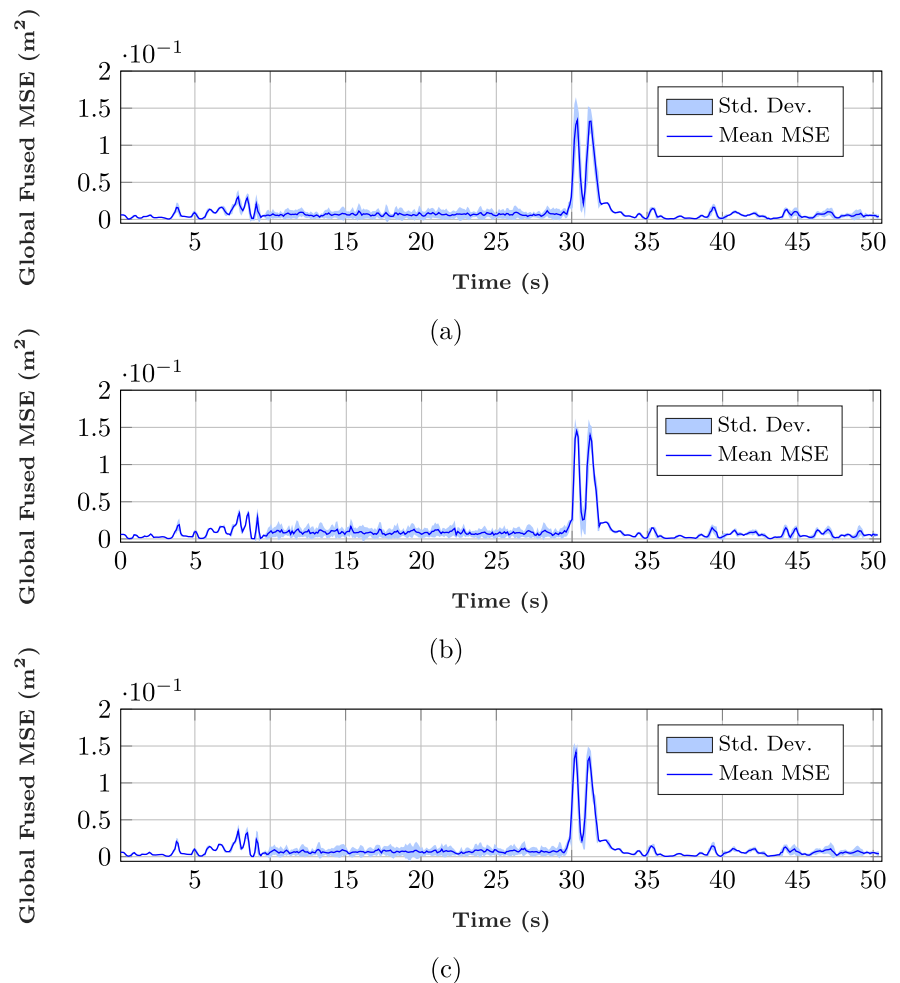 ·10⁻¹
Global Fused MSE (m²)
2
1.5
1
0.5
0
Std. Dev.
Mean MSE
5 10 15 20 25 30 35 40 45 50
Time (s)
(a)
·10⁻¹
Global Fused MSE (m²)
2
1.5
1
0.5
0
Std. Dev.
Mean MSE
0 5 10 15 20 25 30 35 40 45 50
Time (s)
(b)
·10⁻¹
Global Fused MSE (m²)
2
1.5
1
0.5
0
Std. Dev.
Mean MSE
5 10 15 20 25 30 35 40 45 50
Time (s)
(c)